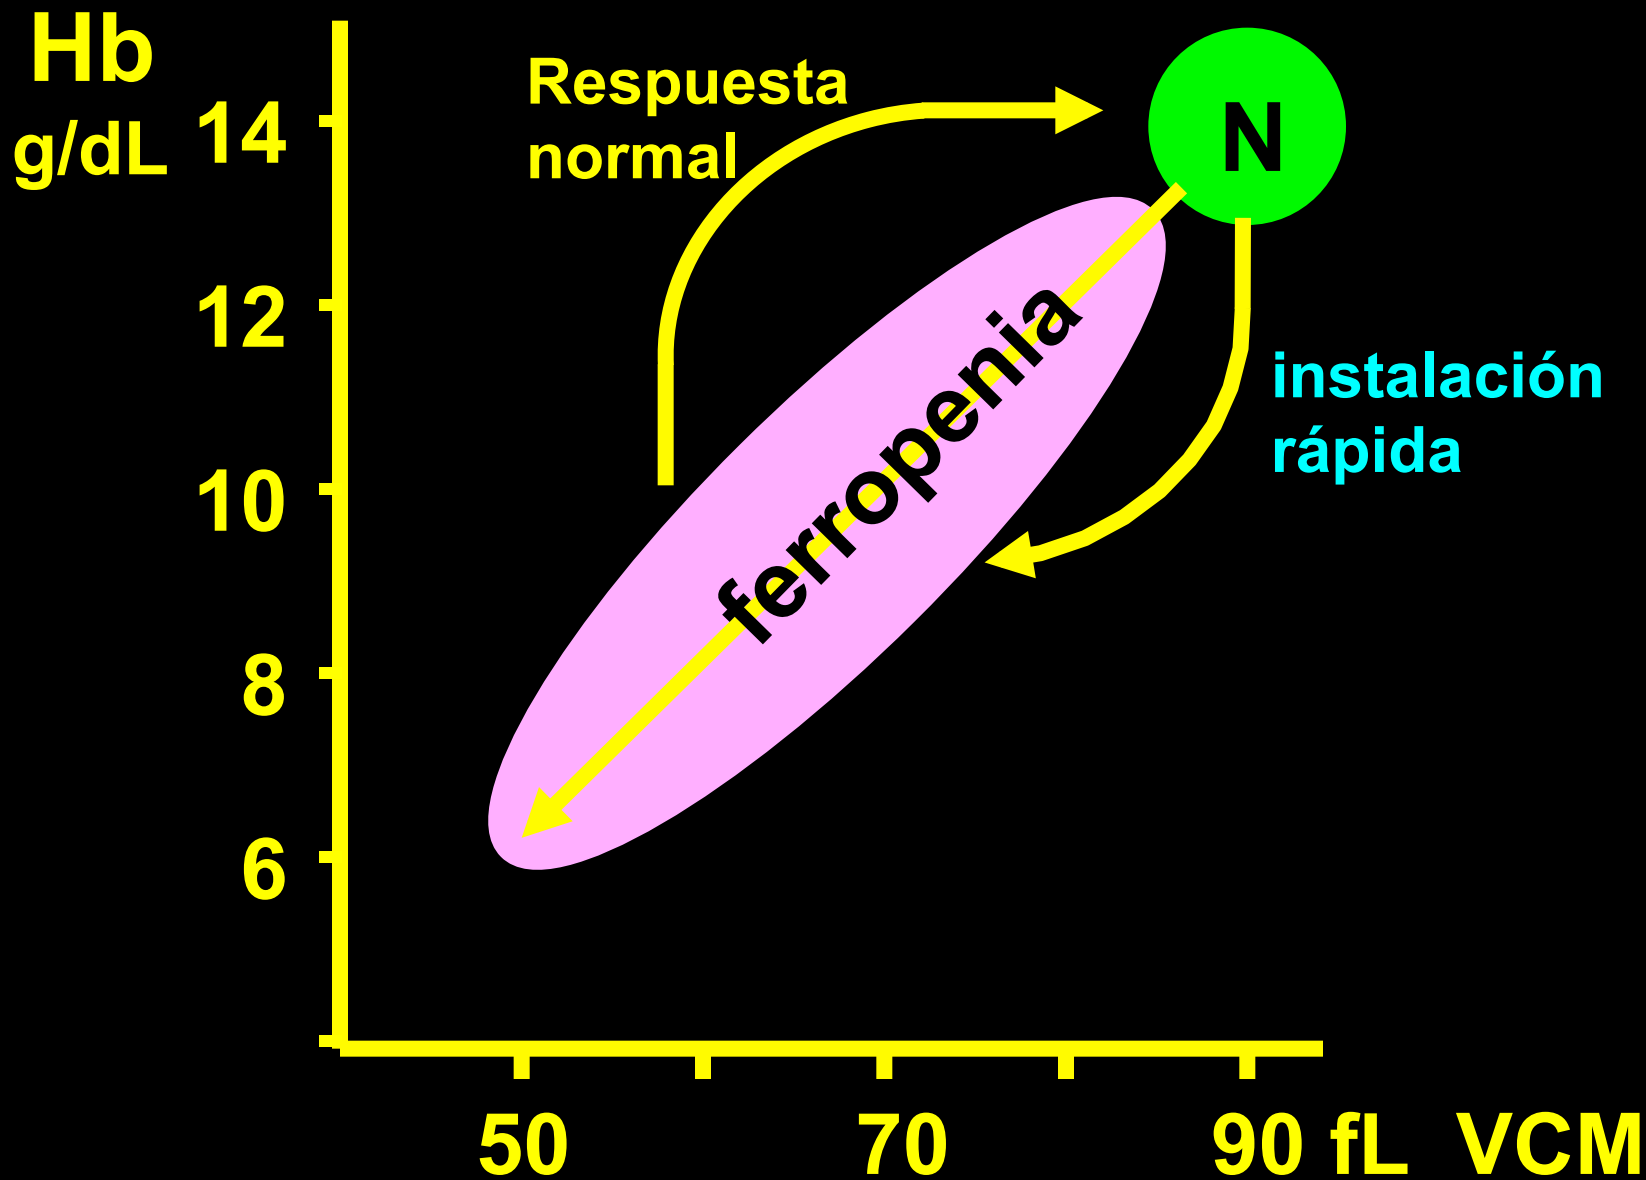 Hb
g/dL
14
12
10
8
6
Respuesta
normal
N
ferropenia
instalación
rápida
50
70
90 fL VCM